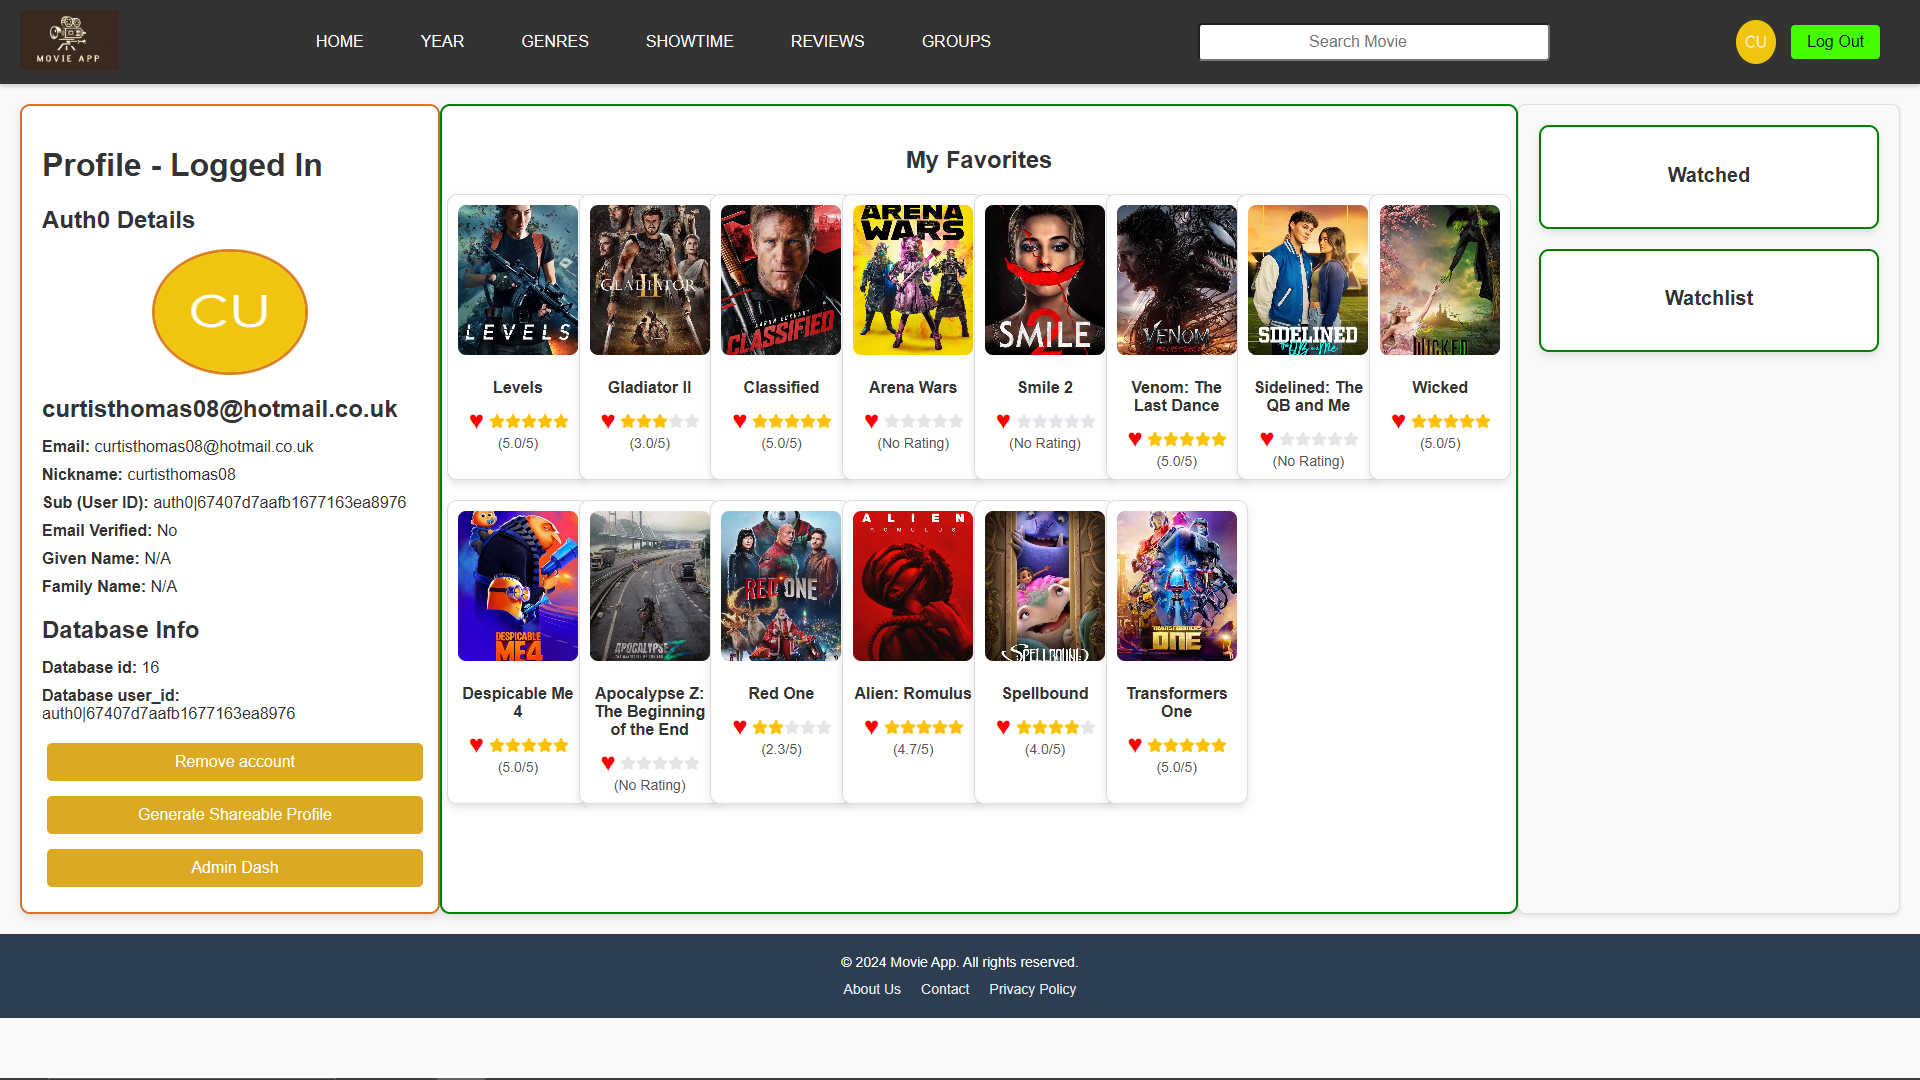 MOVIE APP
HOME YEAR GENRES SHOWTIME REVIEWS GROUPS
Search Movie
CU
Log Out
Profile - Logged In
Auth0 Details
CU
curtisthomas08@hotmail.co.uk
Email: curtisthomas08@hotmail.co.uk
Nickname: curtisthomas08
Sub (User ID): auth0|67407d7aafb1677163ea8976
Email Verified: No
Given Name: N/A
Family Name: N/A
Database Info
Database id: 16
Database user_id:
auth0|67407d7aafb1677163ea8976
Remove account
Generate Shareable Profile
Admin Dash
My Favorites
LEVELS
GLADIATOR
II
CLASSIFIED
ARENA
WARS
SMILE
2
VENOM
THE LAST DANCE
SIDELINED
The QB and Me
WICKED
Levels
♥ (5.0/5)
Gladiator II
♥ (3.0/5)
Classified
♥ (5.0/5)
Arena Wars
♥ (No Rating)
Smile 2
♥ (No Rating)
Venom: The
Last Dance
♥ (5.0/5)
Sidelined: The
QB and Me
♥ (No Rating)
Wicked
♥ (5.0/5)
DESPICABLE
ME4
APOCALYPSE
Z
RED ONE
ALIEN
ROMULUS
SPELLBOUND
TRANSFORMERS
ONE
Despicable Me
4
♥ (5.0/5)
Apocalypse Z:
The Beginning
of the End
♥ (No Rating)
Red One
♥ (2.3/5)
Alien: Romulus
♥ (4.7/5)
Spellbound
♥ (4.0/5)
Transformers
One
♥ (5.0/5)
Watched
Watchlist
© 2024 Movie App. All rights reserved.
About Us Contact Privacy Policy